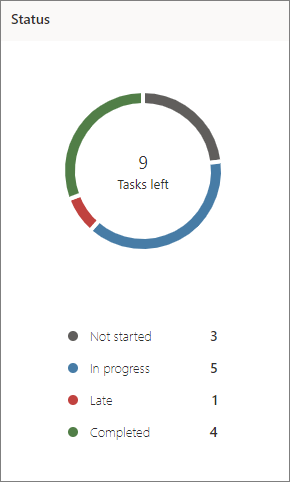 Status
9
Tasks left
Not started 3
In progress 5
Late 1
Completed 4